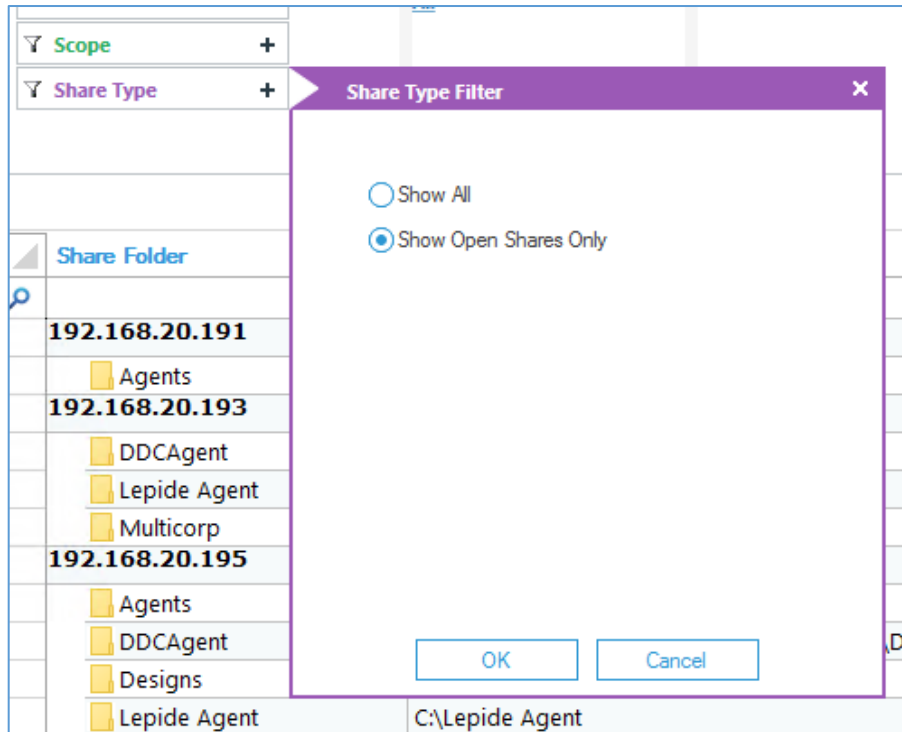 All
Scope +
Share Type +
Share Type Filter
Show All
Show Open Shares Only
Share Folder
192.168.20.191
Agents
192.168.20.193
DDCAgent
Lepide Agent
Multicorp
192.168.20.195
Agents
DDCAgent
\D
Designs
OK
Cancel
Lepide Agent
C:\Lepide Agent